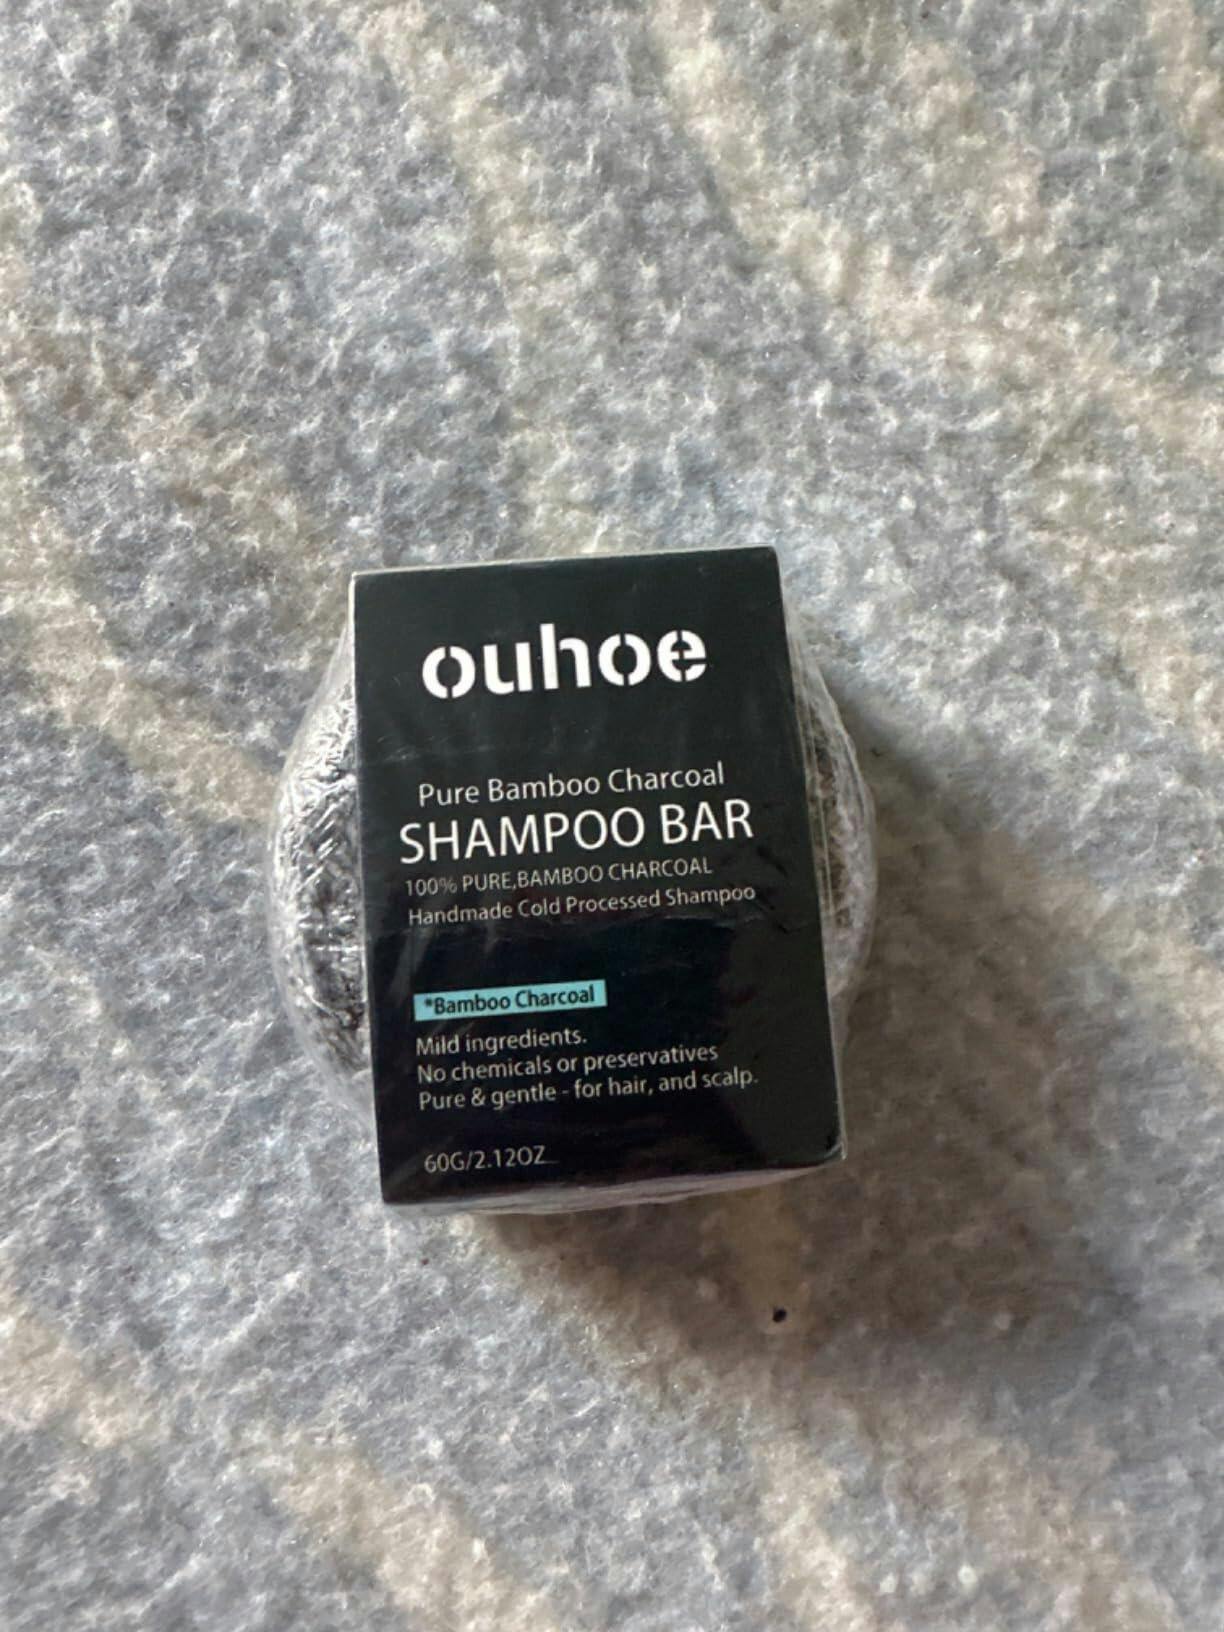 ouhoe
Pure Bamboo Charcoal
SHAMPOO BAR
100% PURE,BAMBOO CHARCOAL
Handmade Cold Processed Shampoo
*Bamboo Charcoal
Mild ingredients.
No chemicals or preservatives
Pure & gentle - for hair, and scalp.
60G/2.12OZ